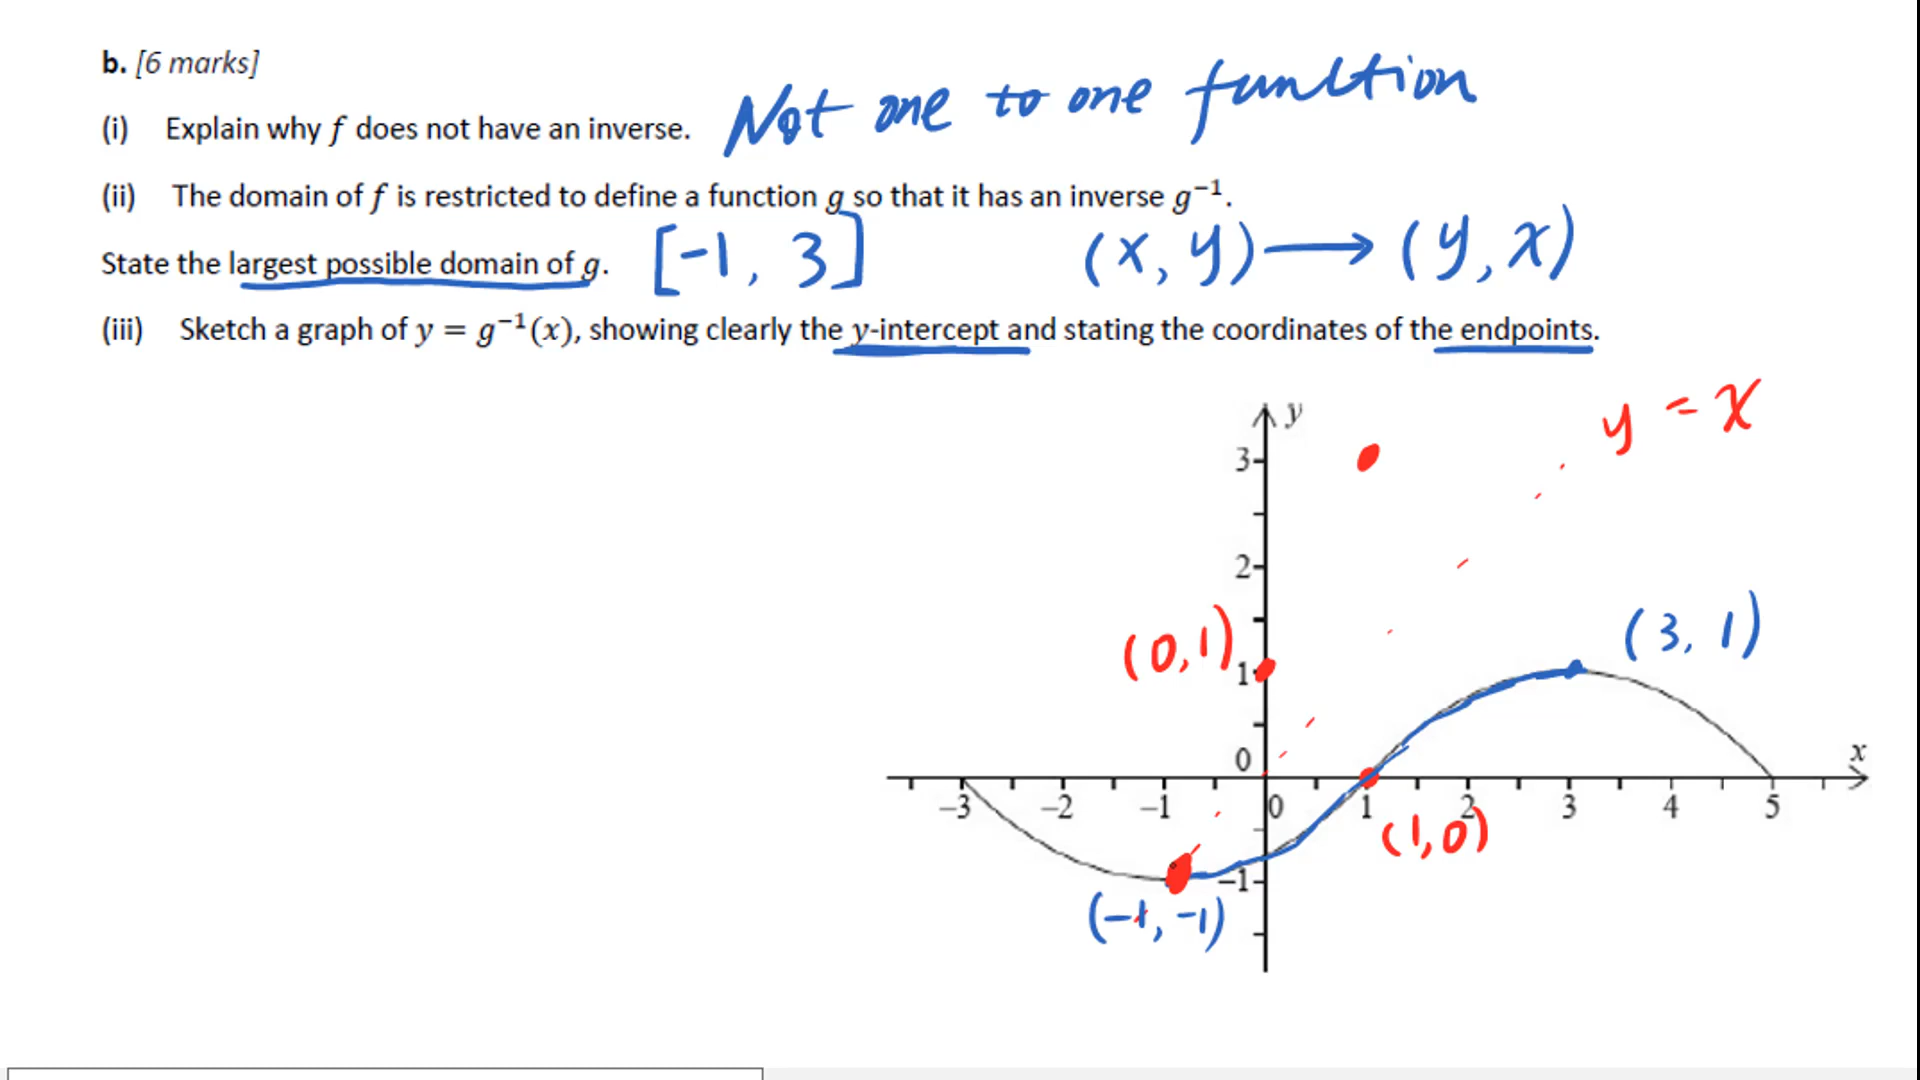 b. [6 marks]
Not one to one function
(i) Explain why f does not have an inverse.
(ii) The domain of f is restricted to define a function g so that it has an inverse g⁻¹.
State the largest possible domain of g. [-1, 3] (x, y) → (y, x)
(iii) Sketch a graph of y = g⁻¹(x), showing clearly the y-intercept and stating the coordinates of the endpoints.
y = x
y
3
2
(0,1)
(3, 1)
1
0
x
-3 -2 -1 0 1 2 3 4 5
(1,0)
-1
(-1, -1)